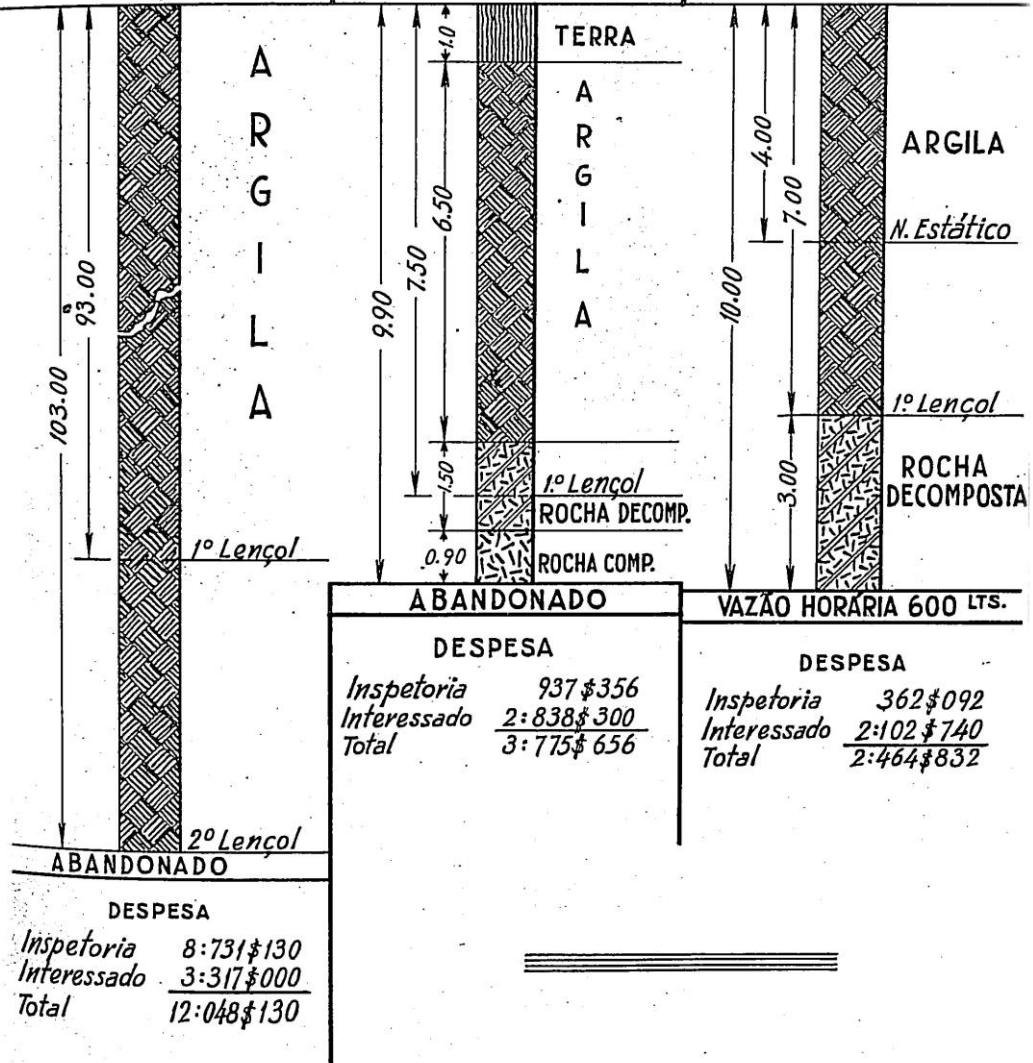 103.00
93.00
ARGILA
1º Lençol
2º Lençol
ABANDONADO
DESPESA
Inspetoria 8:731$130
Interessado 3:317$000
Total 12:048$130
9.90
7.50
1.0
6.50
1.50
0.90
TERRA
ARGILA
1º Lençol
ROCHA DECOMP.
ROCHA COMP.
ABANDONADO
DESPESA
Inspetoria 937$356
Interessado 2:838$300
Total 3:775$656
10.00
4.00
7.00
3.00
ARGILA
N. Estático
1º Lençol
ROCHA
DECOMPOSTA
VAZÃO HORÁRIA 600 LTS.
DESPESA
Inspetoria 362$092
Interessado 2:102$740
Total 2:464$832